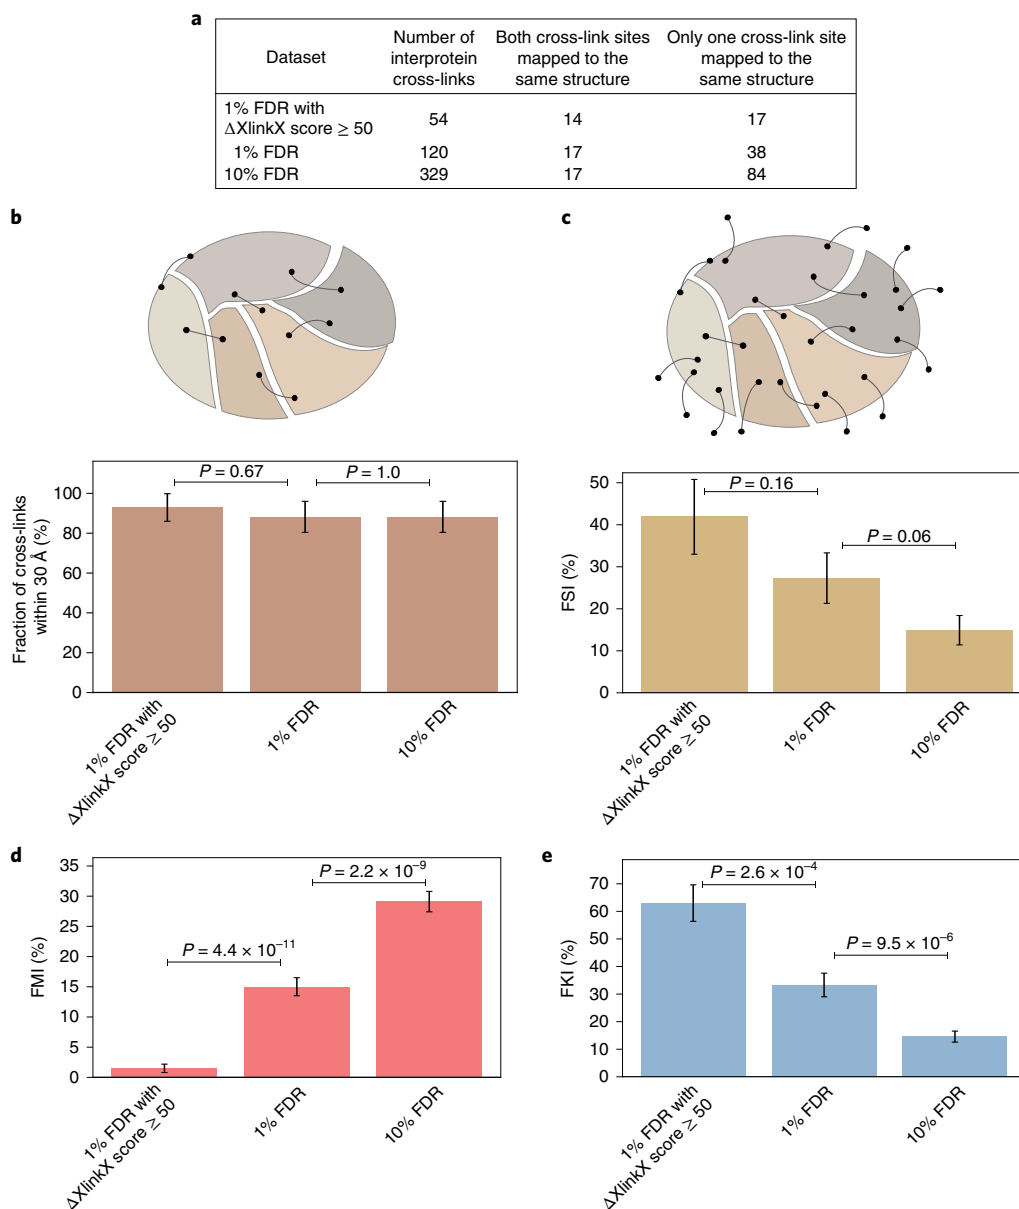 a
Dataset
Number of
interprotein
cross-links
Both cross-link sites
mapped to the
same structure
Only one cross-link site
mapped to the
same structure
1% FDR with
ΔXlinkX score ≥ 50
54
14
17
1% FDR
120
17
38
10% FDR
329
17
84
b
Fraction of cross-links
within 30 Å (%)
100
80
60
40
20
0
P = 0.67
P = 1.0
1% FDR with
ΔXlinkX score ≥ 50
1% FDR
10% FDR
c
FSI (%)
50
40
30
20
10
0
P = 0.16
P = 0.06
1% FDR with
ΔXlinkX score ≥ 50
1% FDR
10% FDR
d
FMI (%)
35
30
25
20
15
10
5
0
P = 4.4 × 10⁻¹¹
P = 2.2 × 10⁻⁹
1% FDR with
ΔXlinkX score ≥ 50
1% FDR
10% FDR
e
FKI (%)
70
60
50
40
30
20
10
0
P = 2.6 × 10⁻⁴
P = 9.5 × 10⁻⁶
1% FDR with
ΔXlinkX score ≥ 50
1% FDR
10% FDR